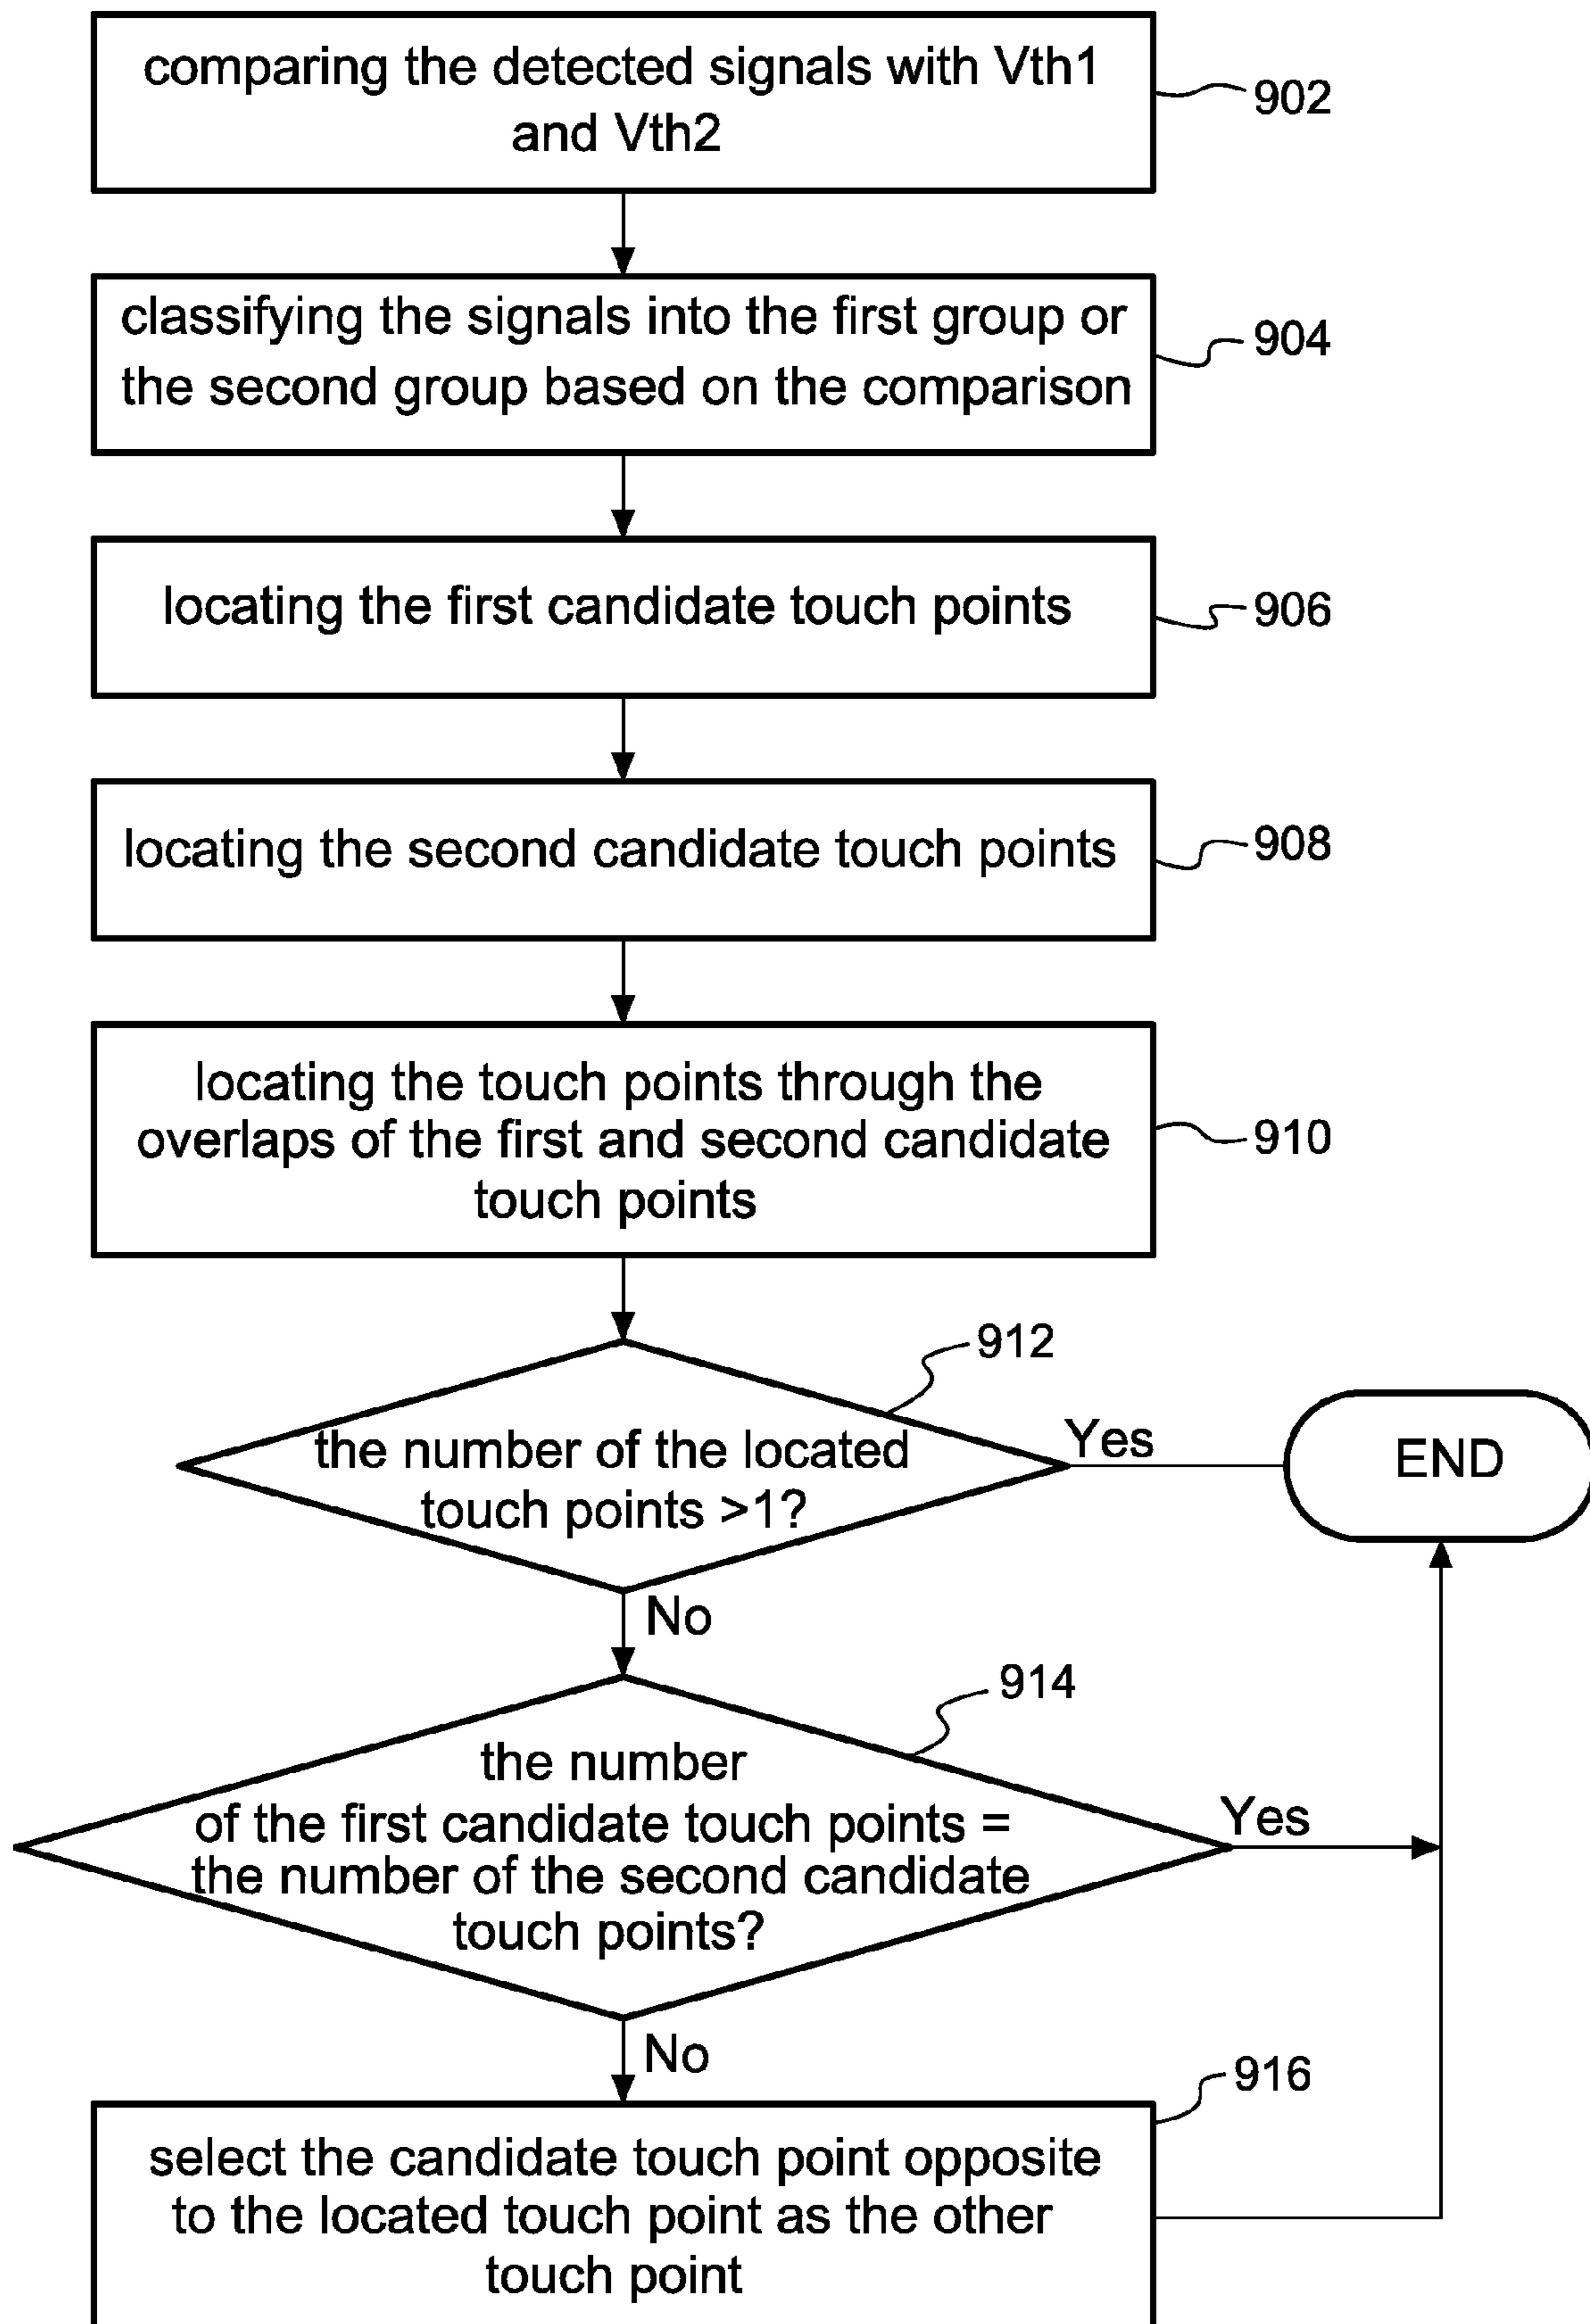 comparing the detected signals with Vth1
and Vth2
902
classifying the signals into the first group or
the second group based on the comparison
904
locating the first candidate touch points
906
locating the second candidate touch points
908
locating the touch points through the
overlaps of the first and second candidate
touch points
910
912
the number of the located
touch points >1?
Yes
END
No
914
the number
of the first candidate touch points =
the number of the second candidate
touch points?
Yes
No
916
select the candidate touch point opposite
to the located touch point as the other
touch point